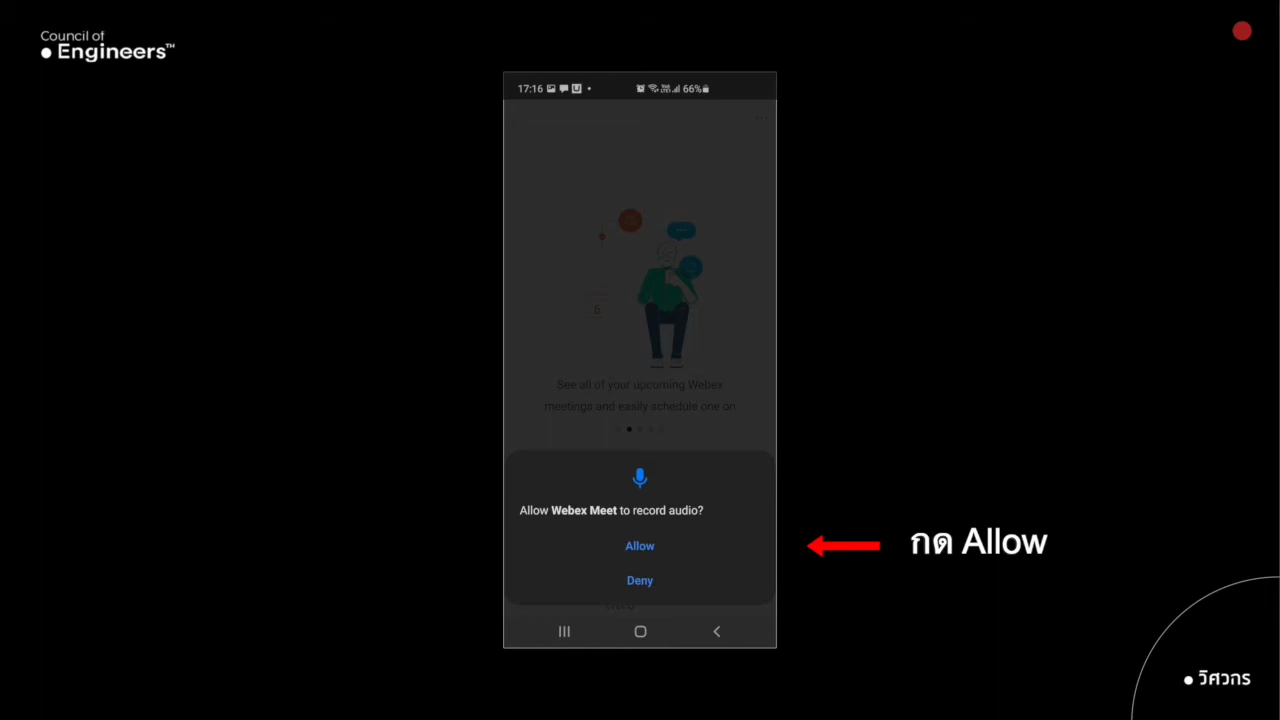 Council of
Engineers™
17:16
66%
See all of your upcoming Webex
meetings and easily schedule one on
Allow Webex Meet to record audio?
Allow
กด Allow
Deny
วิศวกร